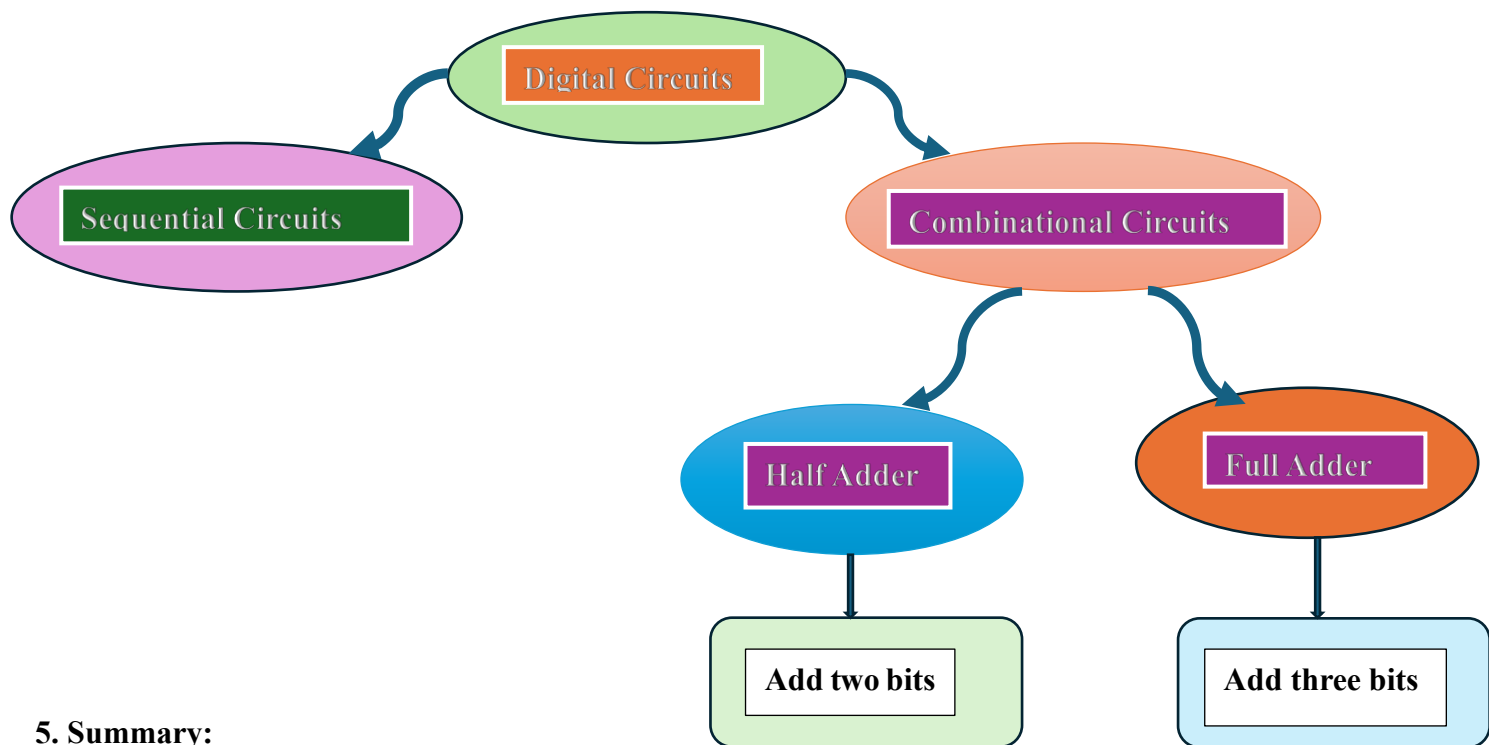 Digital Circuits
Sequential Circuits
Combinational Circuits
Half Adder
Full Adder
Add two bits
Add three bits
5. Summary: